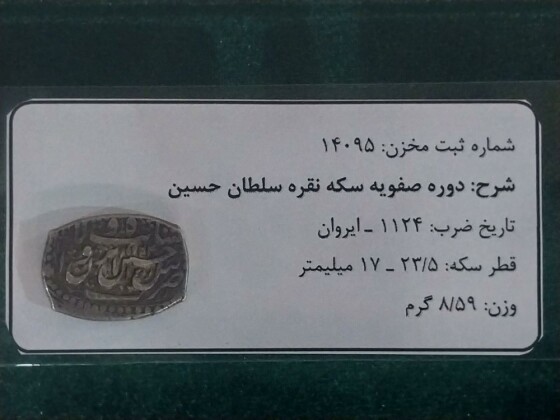 شماره ثبت مخزن: ۱۴۰۹۵
شرح: دوره صفویه سکه نقره سلطان حسین
تاریخ ضرب: ۱۱۲۴ ـ ایروان
قطر سکه: ۲۳/۵ ـ ۱۷ میلیمتر
وزن: ۸/۵۹ گرم